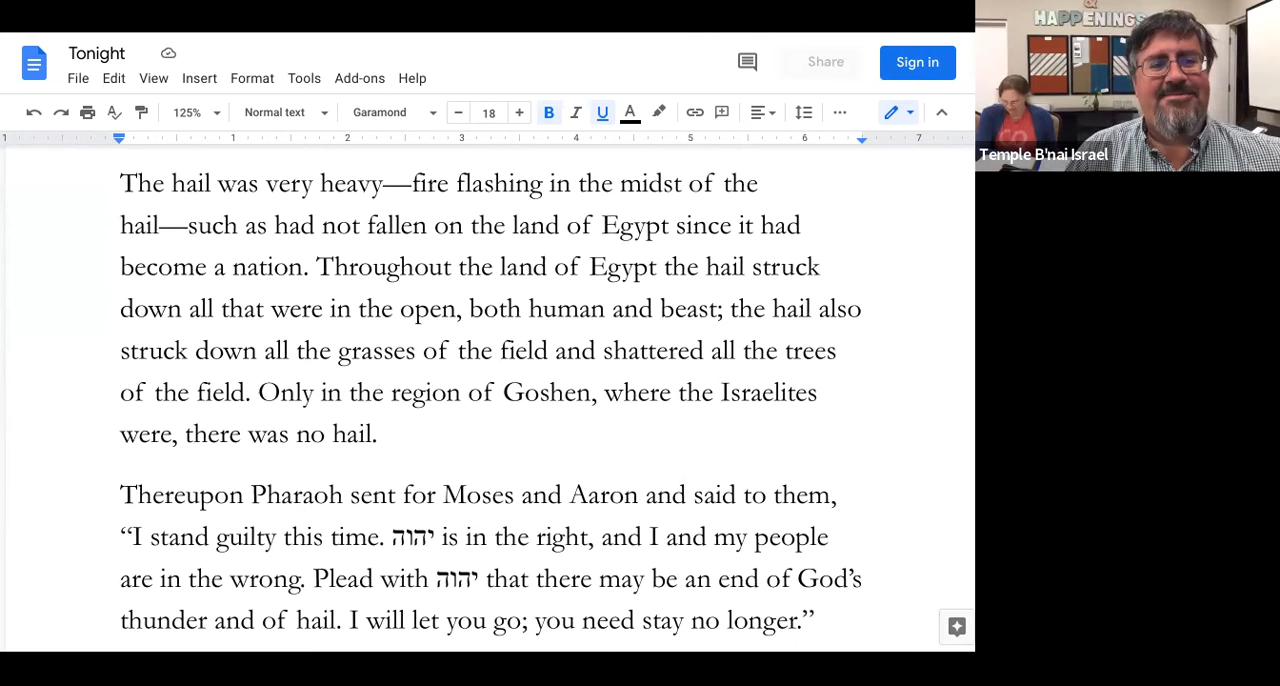 Tonight
File Edit View Insert Format Tools Add-ons Help
Share
Sign in
125% Normal text Garamond − 18 + B I U A
1 1 2 3 4 5 6 7
The hail was very heavy—fire flashing in the midst of the
hail—such as had not fallen on the land of Egypt since it had
become a nation. Throughout the land of Egypt the hail struck
down all that were in the open, both human and beast; the hail also
struck down all the grasses of the field and shattered all the trees
of the field. Only in the region of Goshen, where the Israelites
were, there was no hail.
Thereupon Pharaoh sent for Moses and Aaron and said to them,
“I stand guilty this time. יהוה is in the right, and I and my people
are in the wrong. Plead with יהוה that there may be an end of God’s
thunder and of hail. I will let you go; you need stay no longer.”
&
HAPPENINGS
Temple B'nai Israel